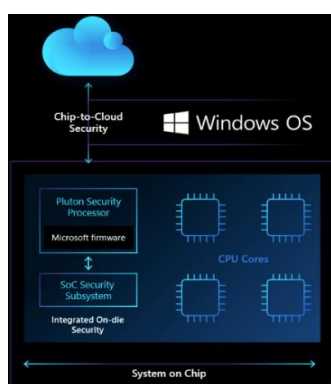 Chip-to-Cloud
Security
Windows OS
Pluton Security
Processor
Microsoft firmware
CPU Cores
SoC Security
Subsystem
Integrated On-die
Security
System on Chip